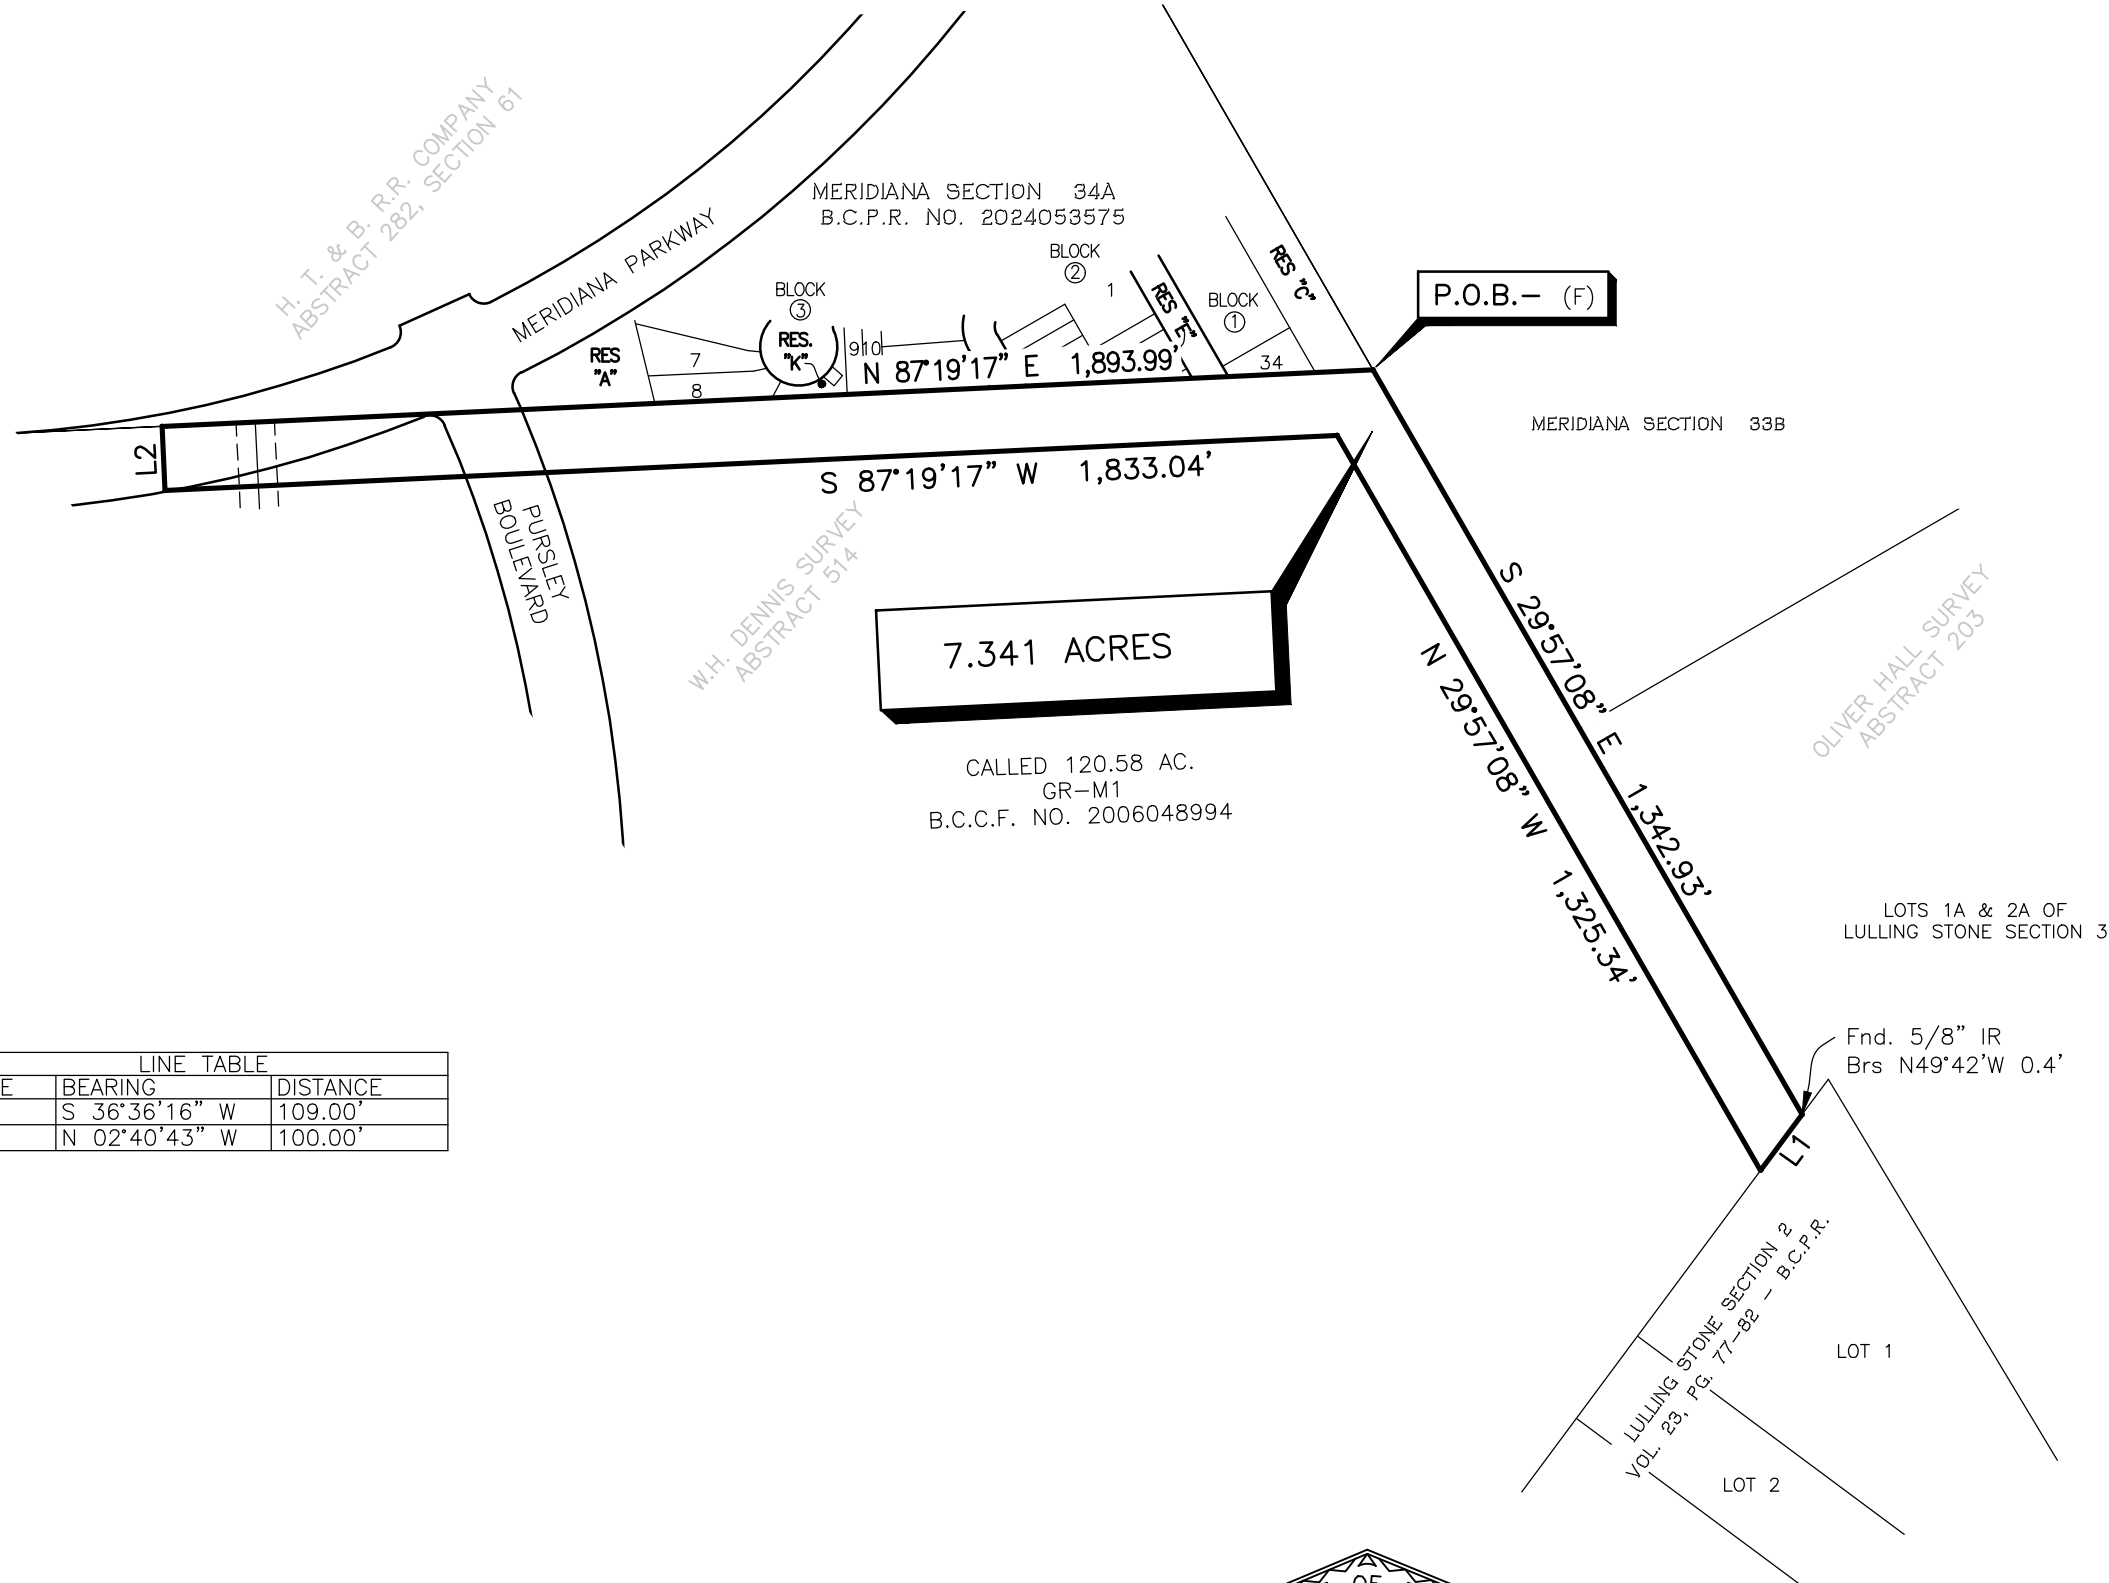 H. T. & B. R.R. COMPANY
ABSTRACT 282, SECTION 61
MERIDIANA PARKWAY
MERIDIANA SECTION 34A
B.C.P.R. NO. 2024053575
BLOCK
2
1
RES "E"
BLOCK
1
RES "C"
34
BLOCK
3
RES.
"K"
RES
"A"
7
8
9
10
N 87°19'17" E 1,893.99'
P.O.B.- (F)
MERIDIANA SECTION 33B
L2
S 87°19'17" W 1,833.04'
PURSLEY
BOULEVARD
W.H. DENNIS SURVEY
ABSTRACT 514
7.341 ACRES
CALLED 120.58 AC.
GR-M1
B.C.C.F. NO. 2006048994
S 29°57'08" E 1,342.93'
N 29°57'08" W 1,325.34'
OLIVER HALL SURVEY
ABSTRACT 203
LOTS 1A & 2A OF
LULLING STONE SECTION 3
Fnd. 5/8" IR
Brs N49°42'W 0.4'
L1
LINE TABLE
E BEARING DISTANCE
S 36°36'16" W 109.00'
N 02°40'43" W 100.00'
LULLING STONE SECTION 2
VOL. 23, PG. 77-82 - B.C.P.R.
LOT 1
LOT 2